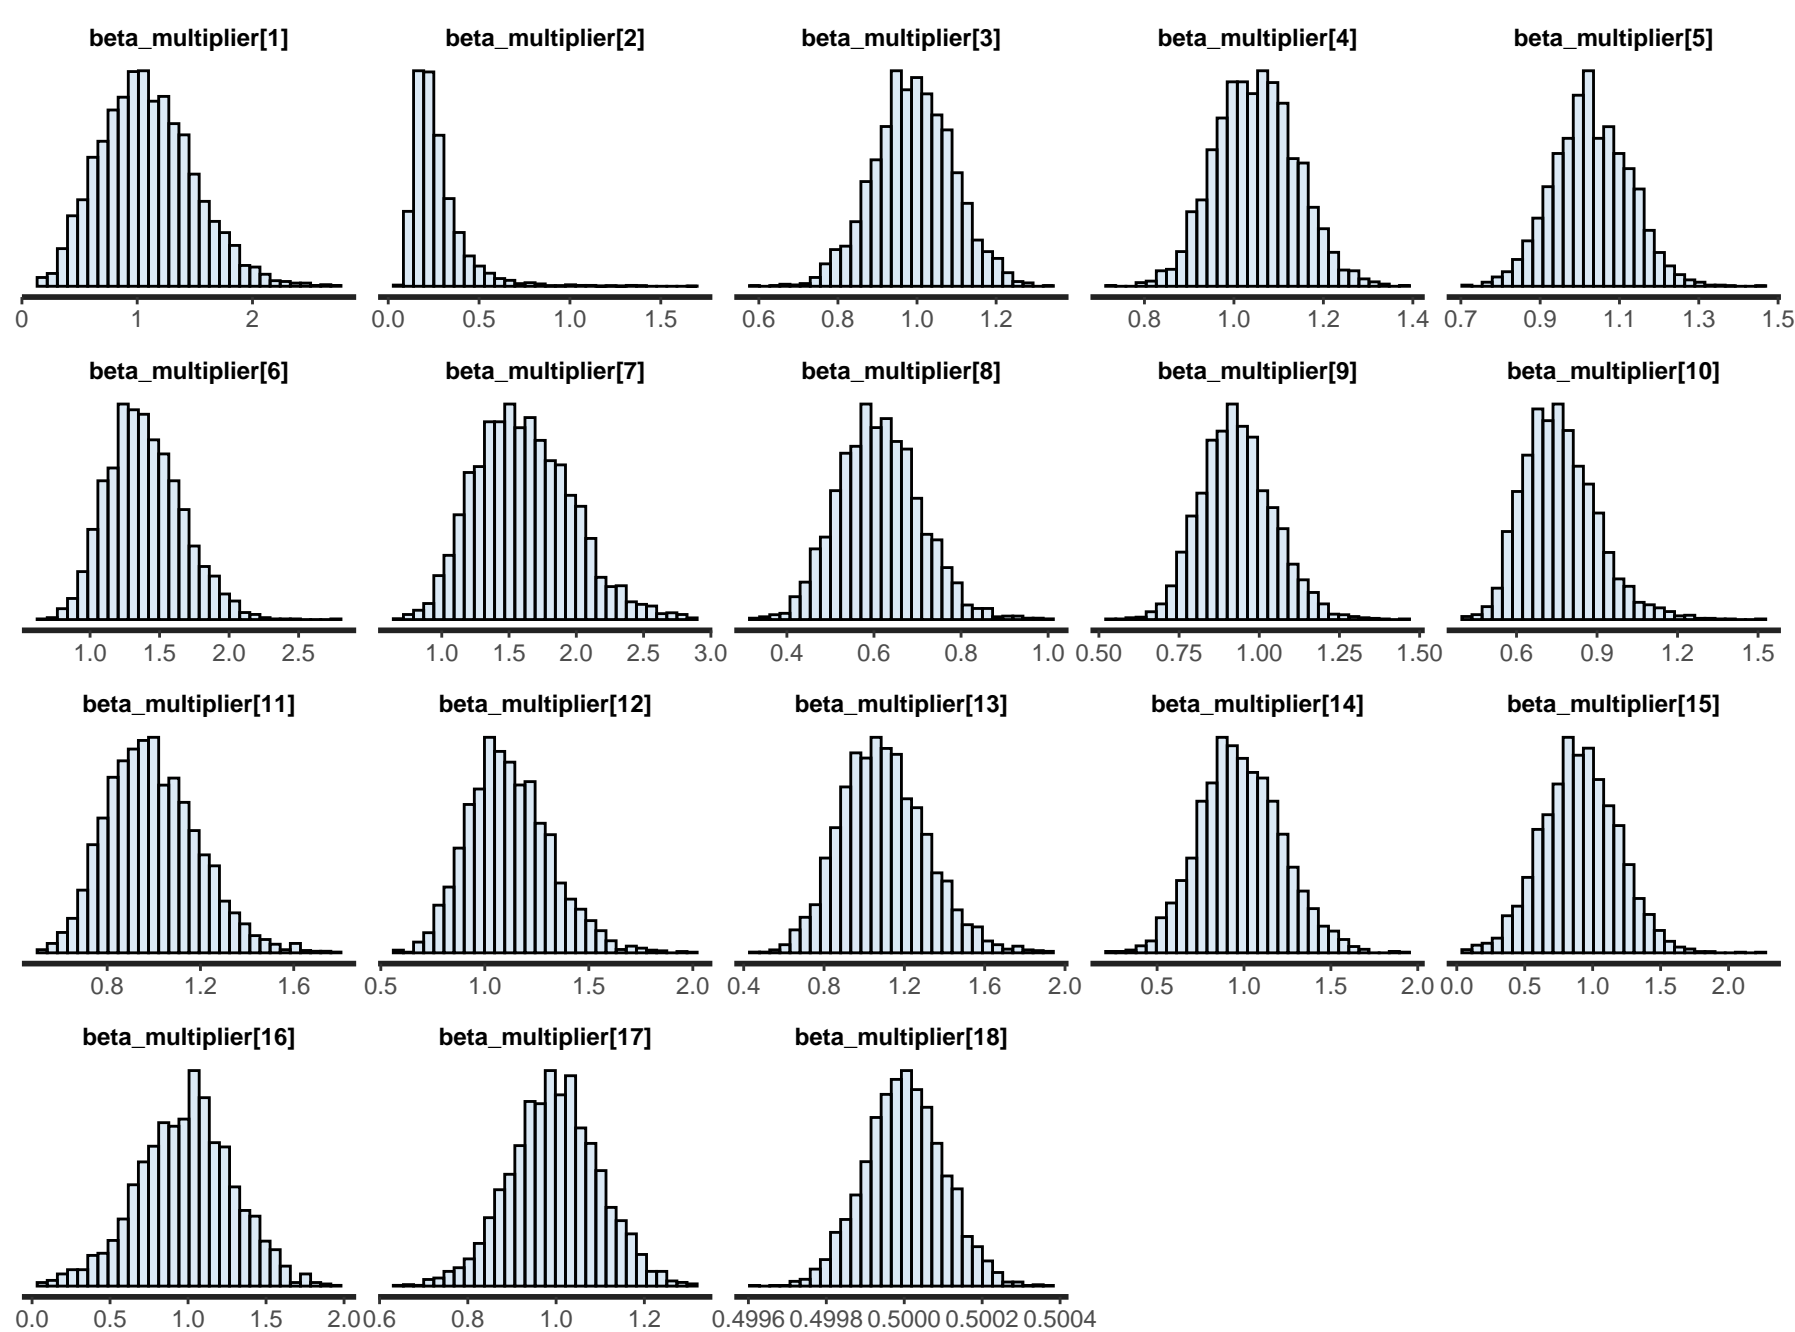 beta_multiplier[1] beta_multiplier[2] beta_multiplier[3] beta_multiplier[4] beta_multiplier[5]
0 1 2 0.0 0.5 1.0 1.5 0.6 0.8 1.0 1.2 0.8 1.0 1.2 1.4 0.7 0.9 1.1 1.3 1.5
beta_multiplier[6] beta_multiplier[7] beta_multiplier[8] beta_multiplier[9] beta_multiplier[10]
1.0 1.5 2.0 2.5 1.0 1.5 2.0 2.5 3.0 0.4 0.6 0.8 1.0 0.50 0.75 1.00 1.25 1.50 0.6 0.9 1.2 1.5
beta_multiplier[11] beta_multiplier[12] beta_multiplier[13] beta_multiplier[14] beta_multiplier[15]
0.8 1.2 1.6 0.5 1.0 1.5 2.0 0.4 0.8 1.2 1.6 2.0 0.5 1.0 1.5 2.0 0.0 0.5 1.0 1.5 2.0
beta_multiplier[16] beta_multiplier[17] beta_multiplier[18]
0.0 0.5 1.0 1.5 2.0 0.6 0.8 1.0 1.2 0.4996 0.4998 0.5000 0.5002 0.5004